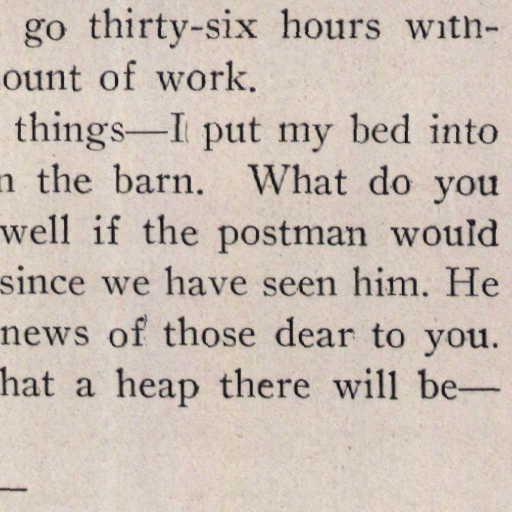 go thirty-six hours with-
ount of work.
things—I put my bed into
n the barn. What do you
well if the postman would
since we have seen him. He
news of those dear to you.
hat a heap there will be—
—